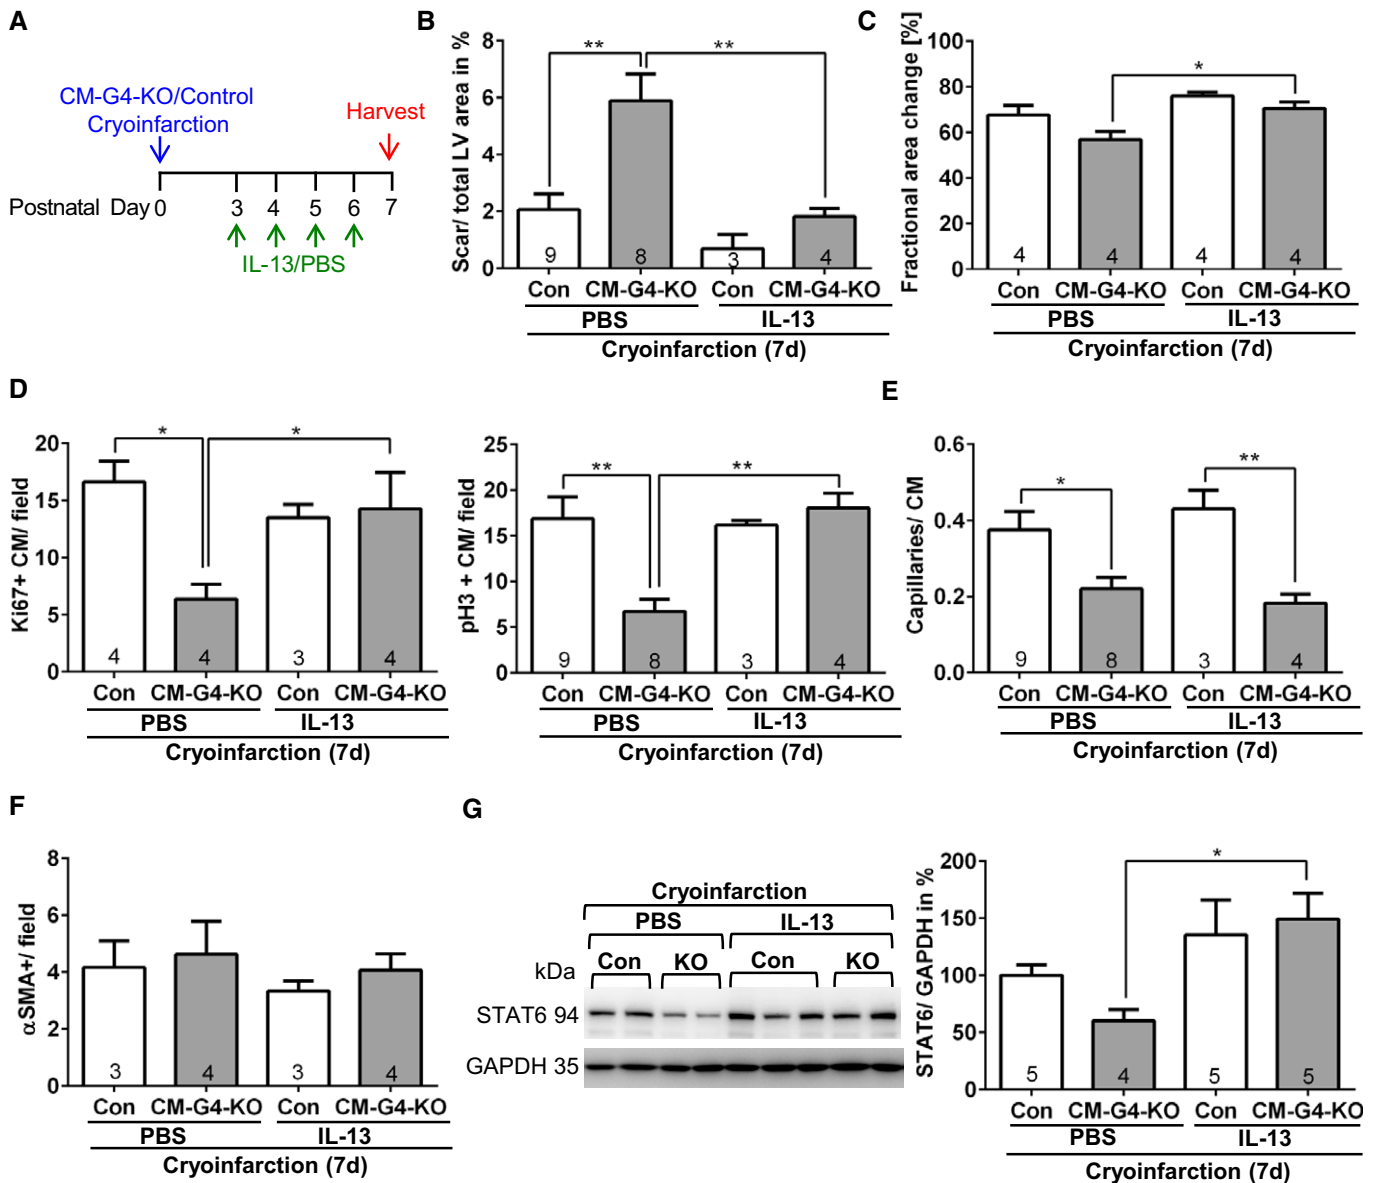 A
CM-G4-KO/Control
Cryoinfarction
Harvest
Postnatal Day 0 3 4 5 6 7
IL-13/PBS
B
Scar/ total LV area in %
8
6
4
2
0
** **
9 8 3 4
Con CM-G4-KO Con CM-G4-KO
PBS IL-13
Cryoinfarction (7d)
C
Fractional area change [%]
100
80
60
40
20
0
*
4 4 4 4
Con CM-G4-KO Con CM-G4-KO
PBS IL-13
Cryoinfarction (7d)
D
Ki67+ CM/ field
20
15
10
5
0
* *
4 4 3 4
Con CM-G4-KO Con CM-G4-KO
PBS IL-13
Cryoinfarction (7d)
pH3 + CM/ field
25
20
15
10
5
0
** **
9 8 3 4
Con CM-G4-KO Con CM-G4-KO
PBS IL-13
Cryoinfarction (7d)
E
Capillaries/ CM
0.6
0.4
0.2
0.0
* **
9 8 3 4
Con CM-G4-KO Con CM-G4-KO
PBS IL-13
Cryoinfarction (7d)
F
αSMA+/ field
8
6
4
2
0
3 4 3 4
Con CM-G4-KO Con CM-G4-KO
PBS IL-13
Cryoinfarction (7d)
G
Cryoinfarction
PBS IL-13
Con KO Con KO
kDa
STAT6 94
GAPDH 35
STAT6/ GAPDH in %
200
150
100
50
0
*
5 4 5 5
Con CM-G4-KO Con CM-G4-KO
PBS IL-13
Cryoinfarction (7d)